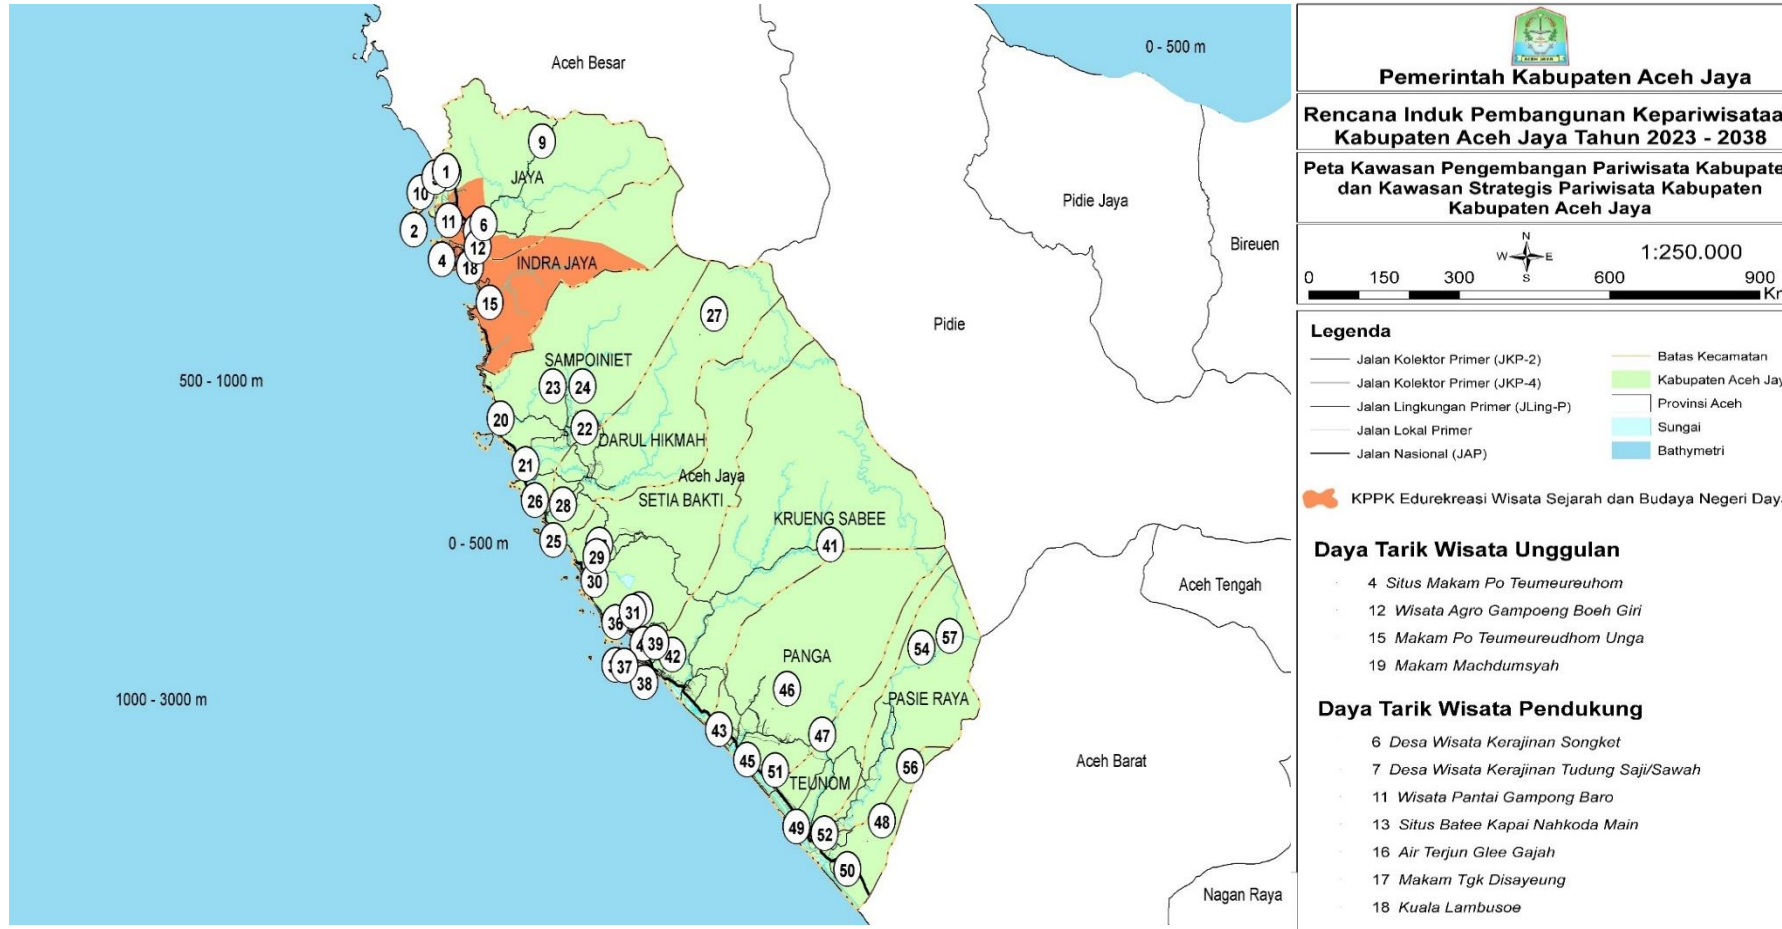 Aceh Besar
0 - 500 m
Pidie Jaya
Bireuen
Pidie
9
1
JAYA
10
11
6
2
12
4
18
INDRA JAYA
15
27
500 - 1000 m
SAMPOINIET
23
24
20
22
DARUL HIKMAH
21
Aceh Jaya
SETIA BAKTI
26
28
KRUENG SABEE
0 - 500 m
25
41
29
30
Aceh Tengah
31
36
39
42
57
54
37
PANGA
38
46
PASIE RAYA
1000 - 3000 m
43
47
45
51
56
Aceh Barat
TEUNOM
49
52
48
50
Nagan Raya
ACEH JAYA
Pemerintah Kabupaten Aceh Jaya
Rencana Induk Pembangunan Kepariwisataa
Kabupaten Aceh Jaya Tahun 2023 - 2038
Peta Kawasan Pengembangan Pariwisata Kabupate
dan Kawasan Strategis Pariwisata Kabupaten
Kabupaten Aceh Jaya
N
W E
S
1:250.000
0 150 300 600 900
Km
Legenda
Jalan Kolektor Primer (JKP-2)
Jalan Kolektor Primer (JKP-4)
Jalan Lingkungan Primer (JLing-P)
Jalan Lokal Primer
Jalan Nasional (JAP)
Batas Kecamatan
Kabupaten Aceh Jay
Provinsi Aceh
Sungai
Bathymetri
KPPK Edurekreasi Wisata Sejarah dan Budaya Negeri Daya
Daya Tarik Wisata Unggulan
4 Situs Makam Po Teumeureuhom
12 Wisata Agro Gampoeng Boeh Giri
15 Makam Po Teumeureudhom Unga
19 Makam Machdumsyah
Daya Tarik Wisata Pendukung
6 Desa Wisata Kerajinan Songket
7 Desa Wisata Kerajinan Tudung Saji/Sawah
11 Wisata Pantai Gampong Baro
13 Situs Batee Kapai Nahkoda Main
16 Air Terjun Glee Gajah
17 Makam Tgk Disayeung
18 Kuala Lambusoe